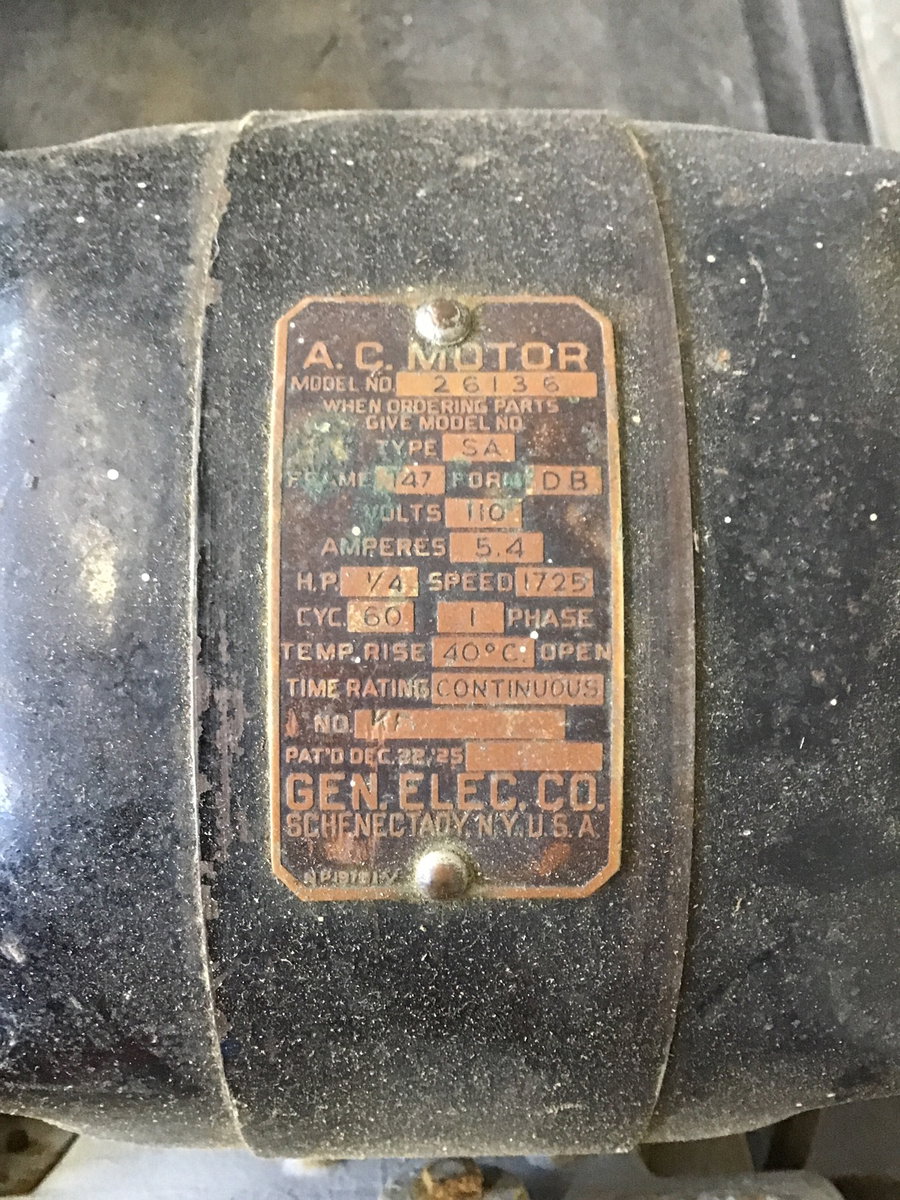 A. C. MOTOR
MODEL NO. 26136
WHEN ORDERING PARTS
GIVE MODEL NO.
TYPE SA
FRAME 147 FORM DB
VOLTS 110
AMPERES 5.4
H.P. 1/4 SPEED 1725
CYC. 60 1 PHASE
TEMP. RISE 40°C. OPEN
TIME RATING CONTINUOUS
NO.
PAT'D DEC. 22,'25
GEN. ELEC. CO.
SCHENECTADY, N.Y. U.S.A.